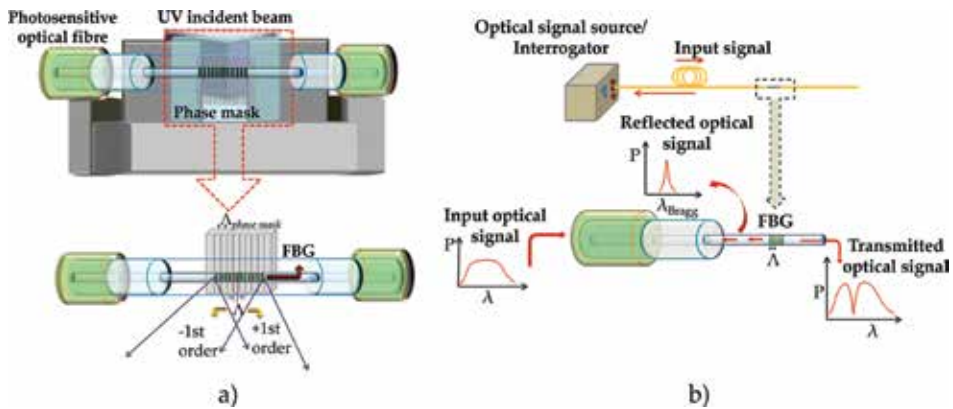 Photosensitive
optical fibre
UV incident beam
Phase mask
Λ
phase mask
FBG
-1st
order
+1st
order
a)
Optical signal source/
Interrogator
Input signal
Reflected optical
signal
P
λBragg
Input optical
signal
P
λ
FBG
Λ
Transmitted
optical signal
P
λ
b)